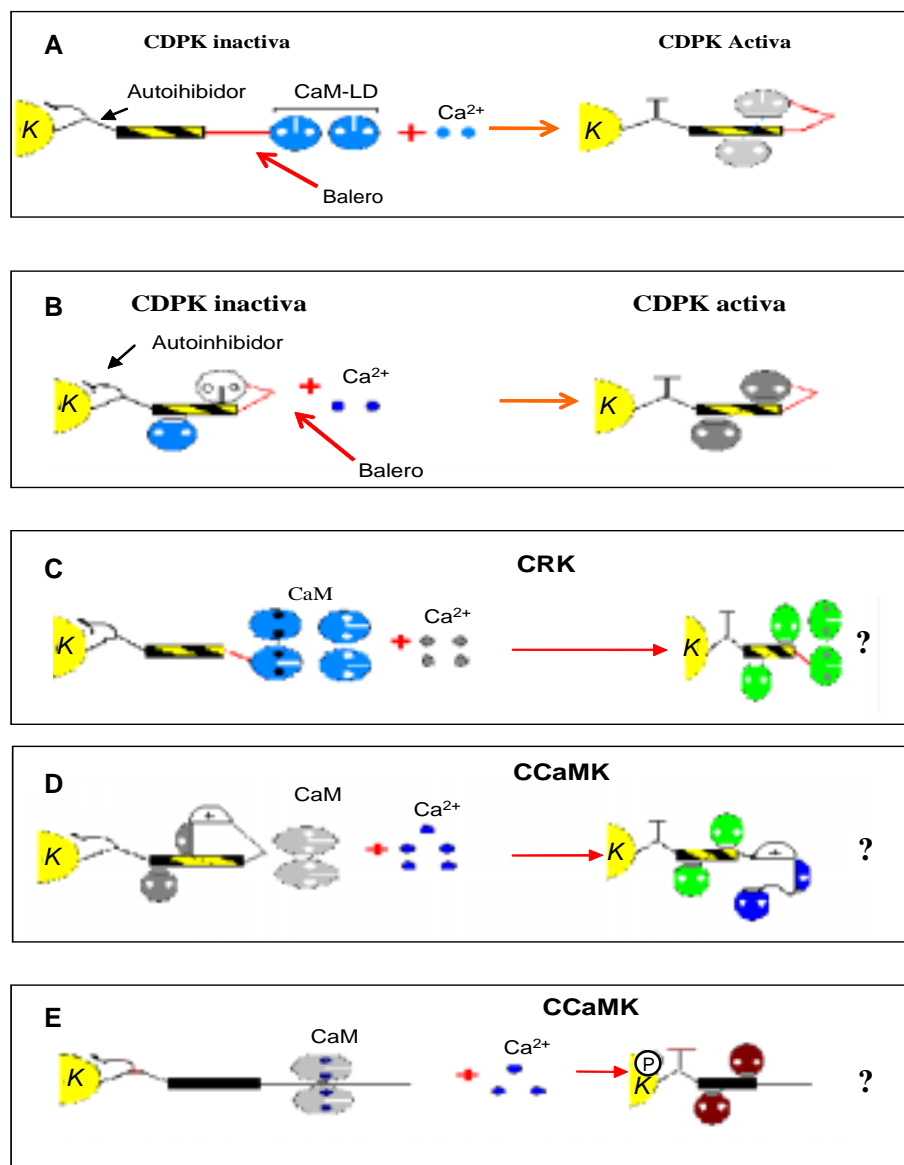 A
CDPK inactiva
CDPK Activa
Autoihibidor
CaM-LD
Ca2+
K
K
Balero
B
CDPK inactiva
CDPK activa
Autoinhibidor
Ca2+
K
K
Balero
C
CRK
CaM
Ca2+
K
K
?
D
CCaMK
CaM
Ca2+
K
K
?
E
CCaMK
CaM
Ca2+
P
K
K
?